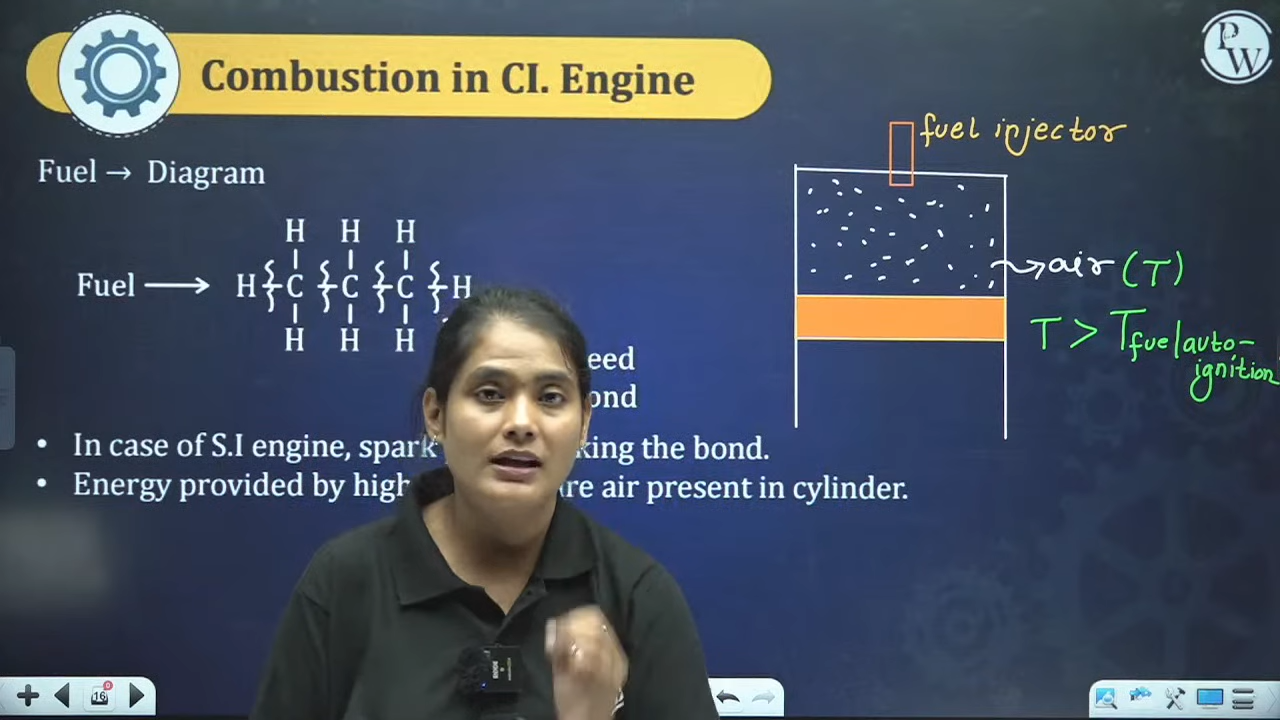 Combustion in CI. Engine
PW
fuel injector
Fuel → Diagram
H H H
Fuel → H C C C H
H H H
air (T)
T > Tfuel auto-
ignition
eed
ond
In case of S.I engine, spark king the bond.
Energy provided by high re air present in cylinder.
16